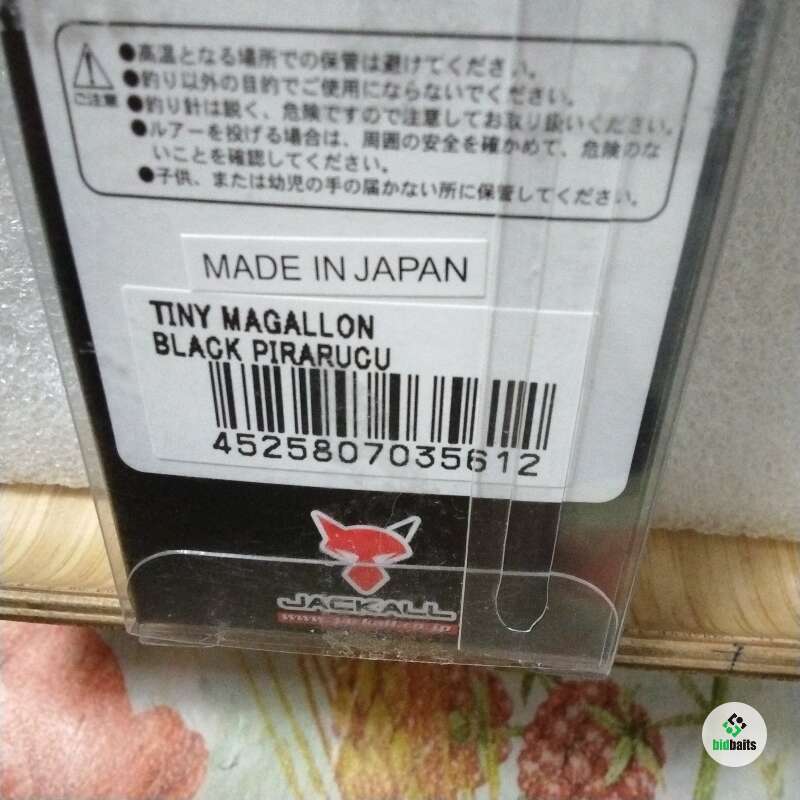 ●高温となる場所での保管は避けてください。
●釣り以外の目的でご使用にならないでください。
ご注意
●釣り針は鋭く、危険ですので注意してお取り扱いください。
●ルアーを投げる場合は、周囲の安全を確かめて、危険のな
いことを確認してください。
●子供、または幼児の手の届かない所に保管してください。
MADE IN JAPAN
TINY MAGALLON
BLACK PIRARUCU
4525807035612
JACKALL
www.jackall.co.jp
bidbaits